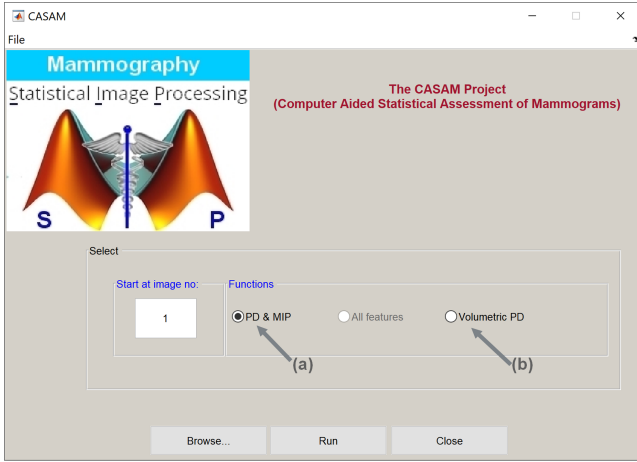 CASAM
File
Mammography
Statistical Image Processing
S I P
The CASAM Project
(Computer Aided Statistical Assessment of Mammograms)
Select
Start at image no:
Functions
1
PD & MIP
All features
Volumetric PD
(a)
(b)
Browse...
Run
Close